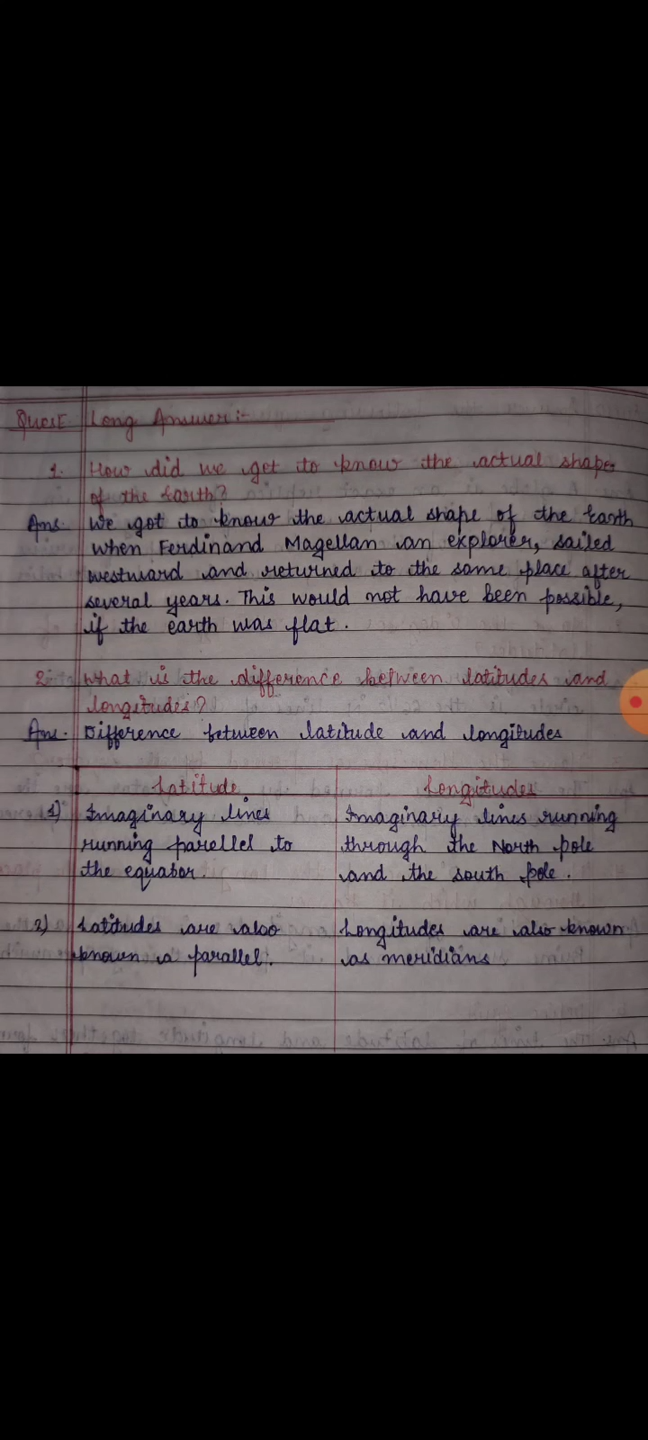 Ques E. Long Answer:-
1. How did we get to know the actual shape
of the Earth?
Ans. We got to know the actual shape of the Earth
when Ferdinand Magellan an explorer, sailed
westward and returned to the same place after
several years. This would not have been possible,
if the earth was flat.
2. What is the difference between latitudes and
longitudes?
Ans. Difference between latitude and longitudes
Latitude Longitudes
1) Imaginary lines Imaginary lines running
running parellel to through the North pole
the equator. and the south pole.
2) Latitudes are also Longitudes are also known
known a parallel. as meridians